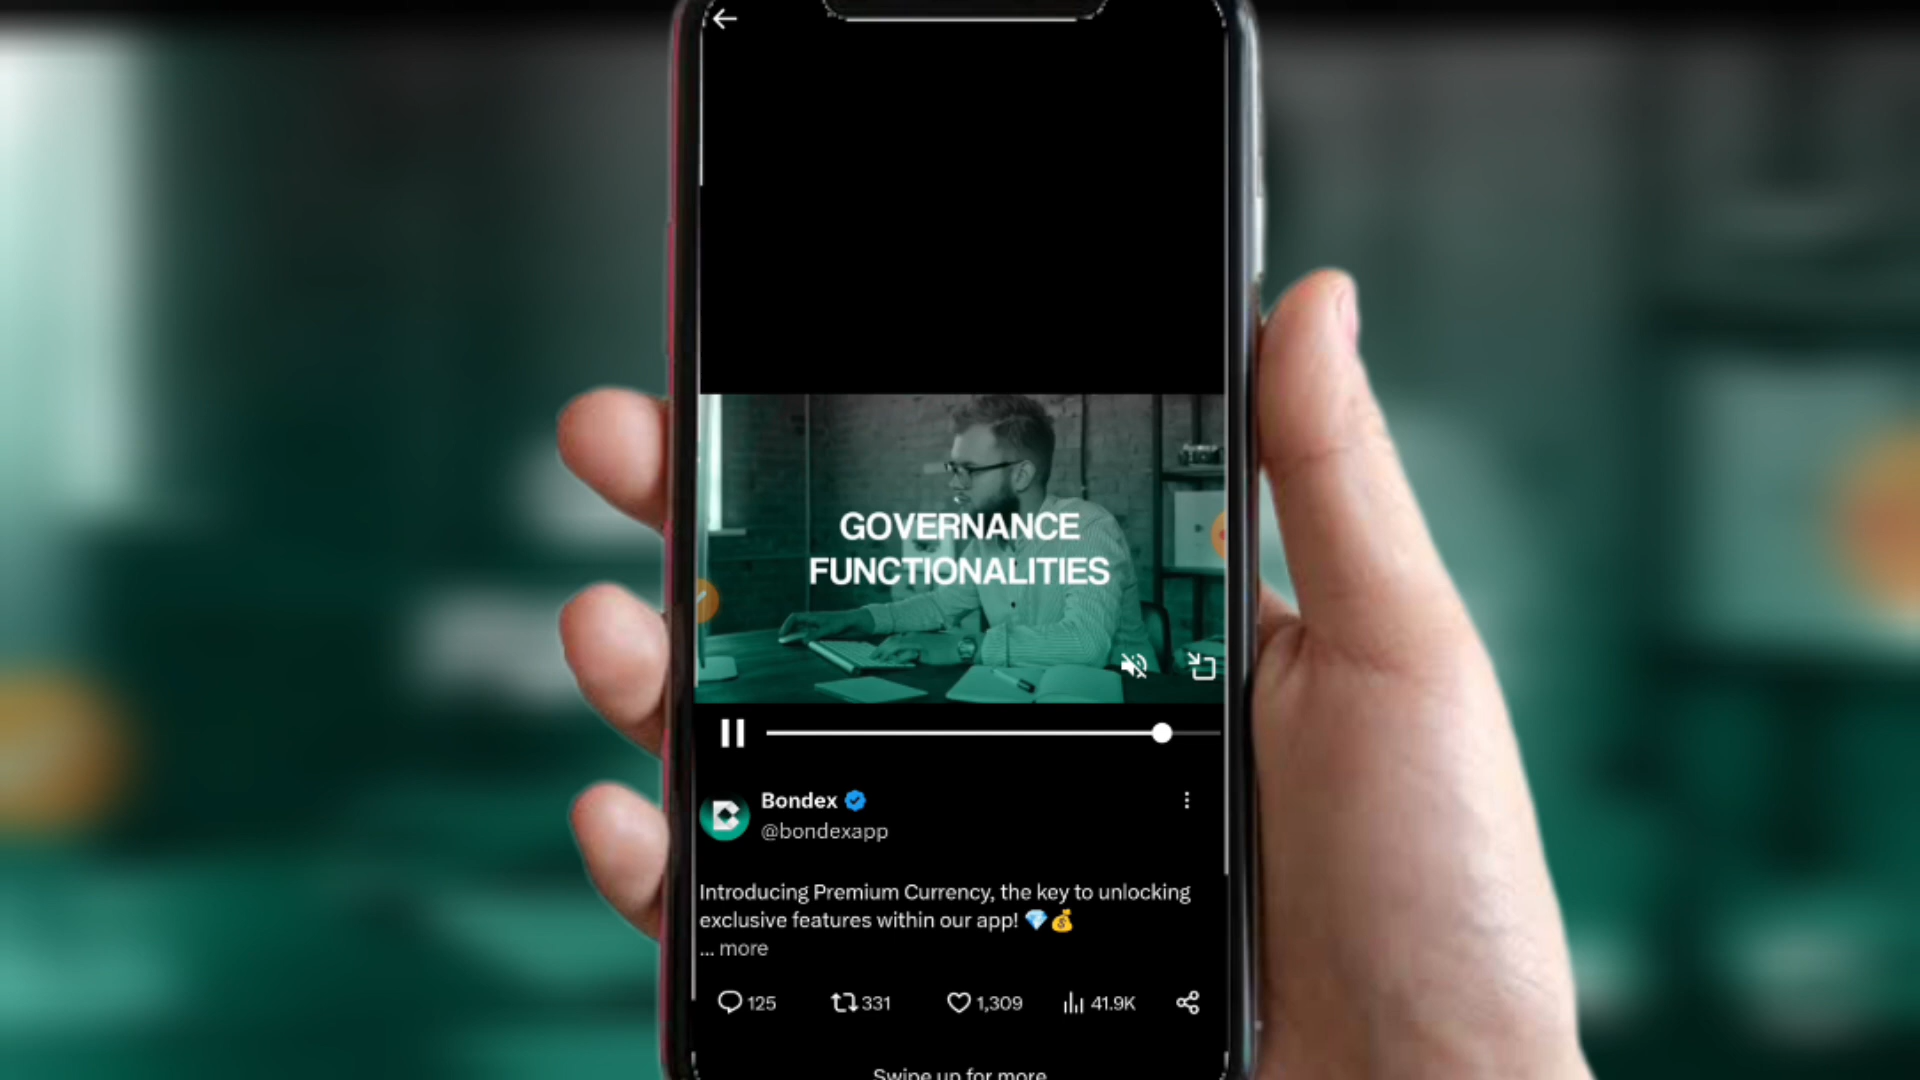 GOVERNANCE
FUNCTIONALITIES
Bondex
@bondexapp
Introducing Premium Currency, the key to unlocking
exclusive features within our app! 💎💰
... more
125 331 1,309 41.9K
Swipe up for more